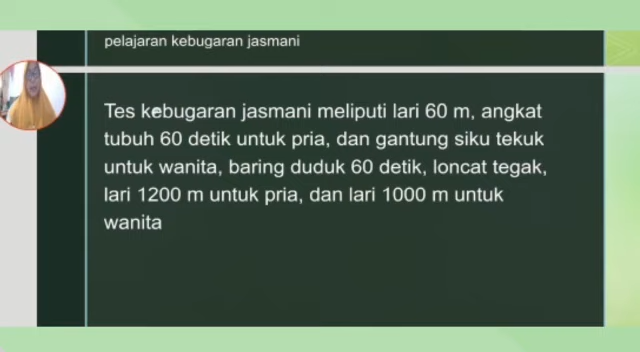 pelajaran kebugaran jasmani
Tes kebugaran jasmani meliputi lari 60 m, angkat
tubuh 60 detik untuk pria, dan gantung siku tekuk
untuk wanita, baring duduk 60 detik, loncat tegak,
lari 1200 m untuk pria, dan lari 1000 m untuk
wanita